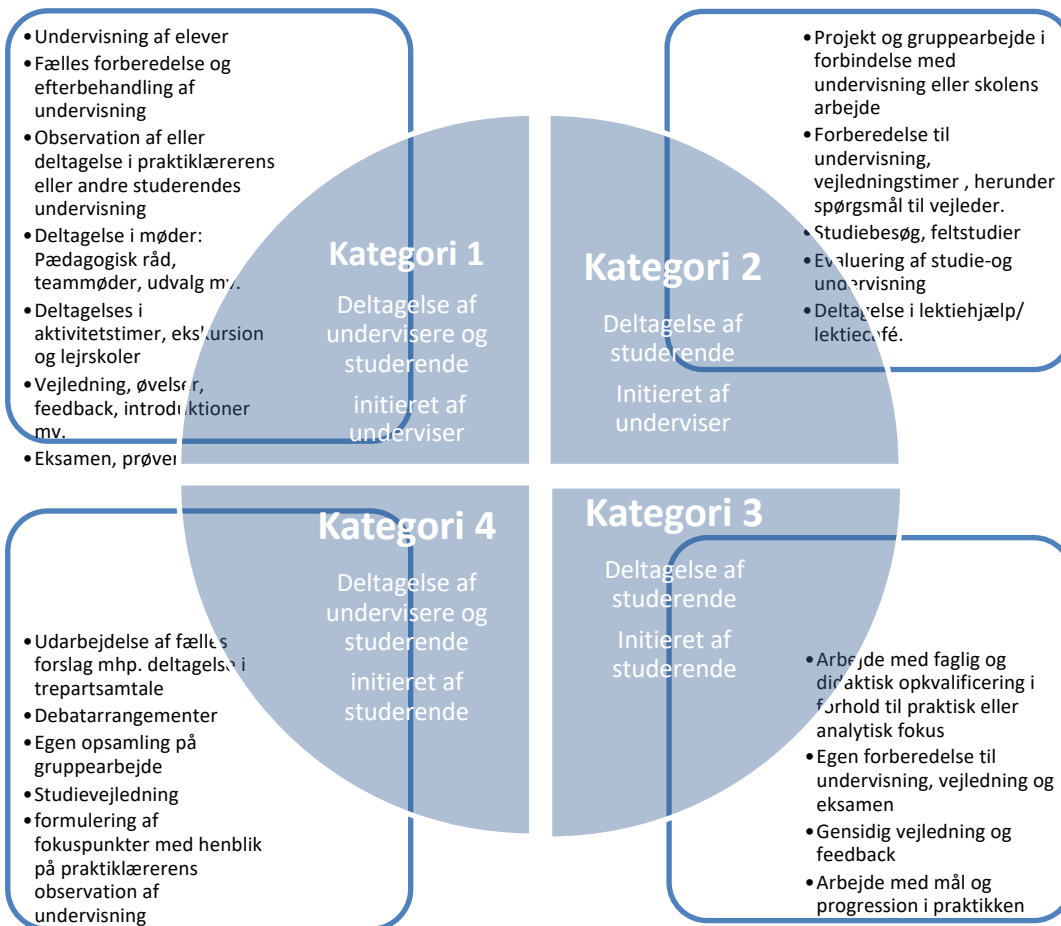 •Undervisning af elever
•Fælles forberedelse og
efterbehandling af
undervisning
•Observation af eller
deltagelse i praktiklærerens
eller andre studerendes
undervisning
•Deltagelse i møder:
Pædagogisk råd,
teammøder, udvalg mv.
•Deltagelses i
aktivitetstimer, ekskursion
og lejrskoler
•Vejledning, øvelser,
feedback, introduktioner
mv.
•Eksamen, prøver
Kategori 1
Deltagelse af
undervisere og
studerende
initieret af
underviser
•Projekt og gruppearbejde i
forbindelse med
undervisning eller skolens
arbejde
•Forberedelse til
undervisning,
vejledningstimer , herunder
spørgsmål til vejleder.
•Studiebesøg, feltstudier
•Evaluering af studie-og
undervisning
•Deltagelse i lektiehjælp/
lektiecafé.
Kategori 2
Deltagelse af
studerende
Initieret af
underviser
Kategori 4
Deltagelse af
undervisere og
studerende
initieret af
studerende
•Udarbejdelse af fælles
forslag mhp. deltagelse i
trepartsamtale
•Debatarrangementer
•Egen opsamling på
gruppearbejde
•Studievejledning
•formulering af
fokuspunkter med henblik
på praktiklærerens
observation af
undervisning
Kategori 3
Deltagelse af
studerende
Initieret af
studerende
•Arbejde med faglig og
didaktisk opkvalificering i
forhold til praktisk eller
analytisk fokus
•Egen forberedelse til
undervisning, vejledning og
eksamen
•Gensidig vejledning og
feedback
•Arbejde med mål og
progression i praktikken